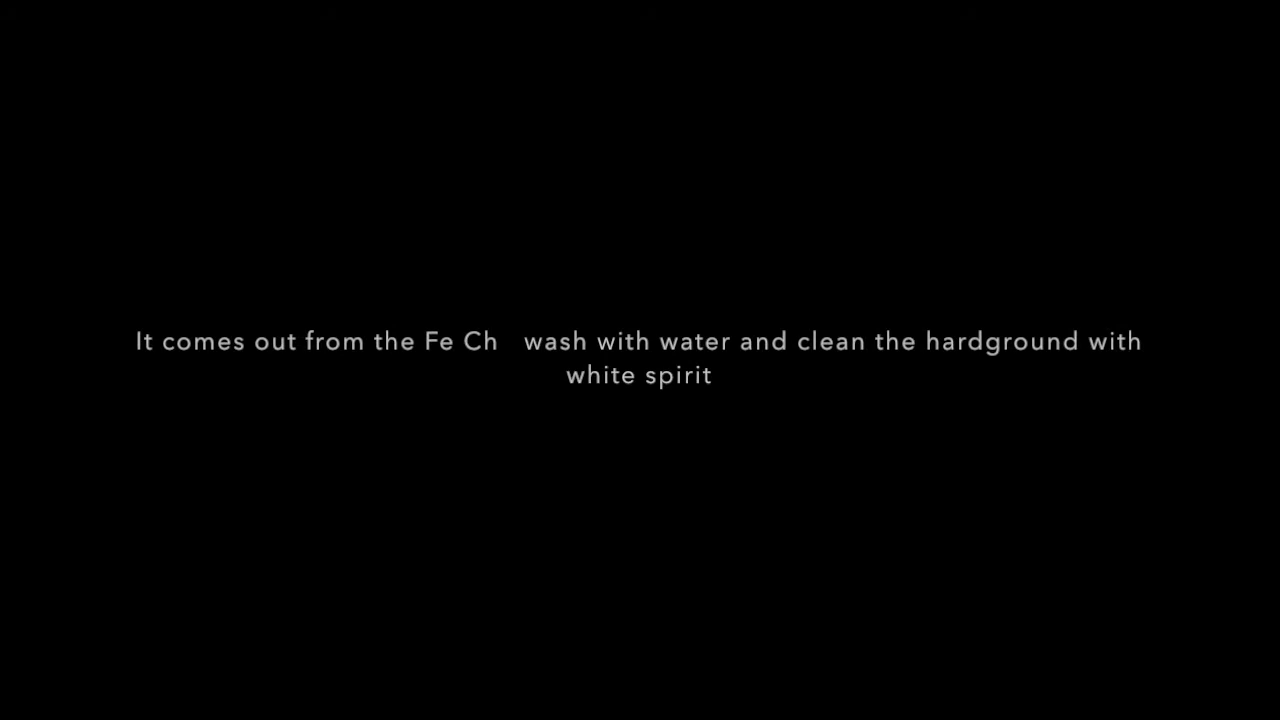 It comes out from the Fe Ch   wash with water and clean the hardground with
white spirit